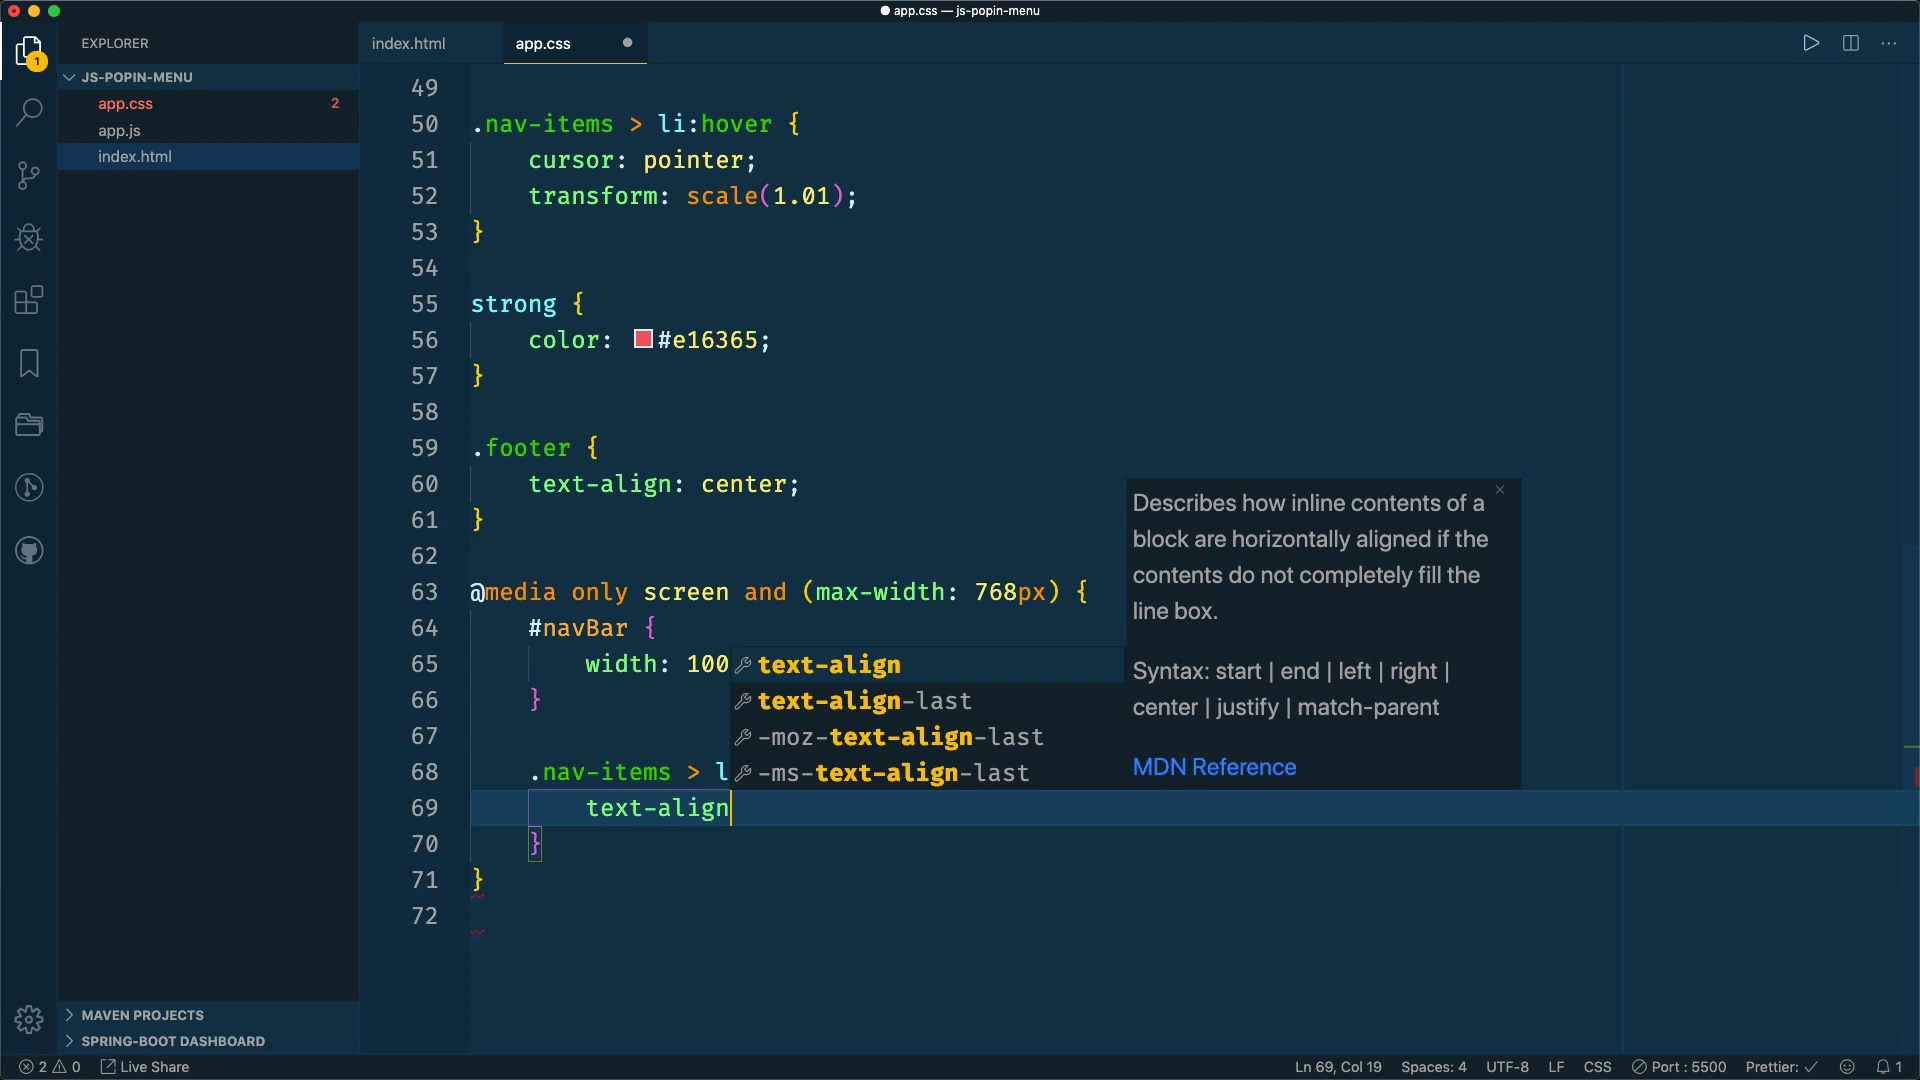 app.css — js-popin-menu
EXPLORER
index.html
app.css
1
JS-POPIN-MENU
app.css 2
app.js
index.html
49
50 .nav-items > li:hover {
51 cursor: pointer;
52 transform: scale(1.01);
53 }
54
55 strong {
56 color: #e16365;
57 }
58
59 .footer {
60 text-align: center;
61 }
62
63 @media only screen and (max-width: 768px) {
64 #navBar {
65 width: 100
66 }
67
68 .nav-items > l
69 text-align
70 }
71 }
72
text-align
text-align-last
-moz-text-align-last
-ms-text-align-last
Describes how inline contents of a
block are horizontally aligned if the
contents do not completely fill the
line box.
Syntax: start | end | left | right |
center | justify | match-parent
MDN Reference
MAVEN PROJECTS
SPRING-BOOT DASHBOARD
2 0 Live Share Ln 69, Col 19 Spaces: 4 UTF-8 LF CSS Port : 5500 Prettier: ✓ 1